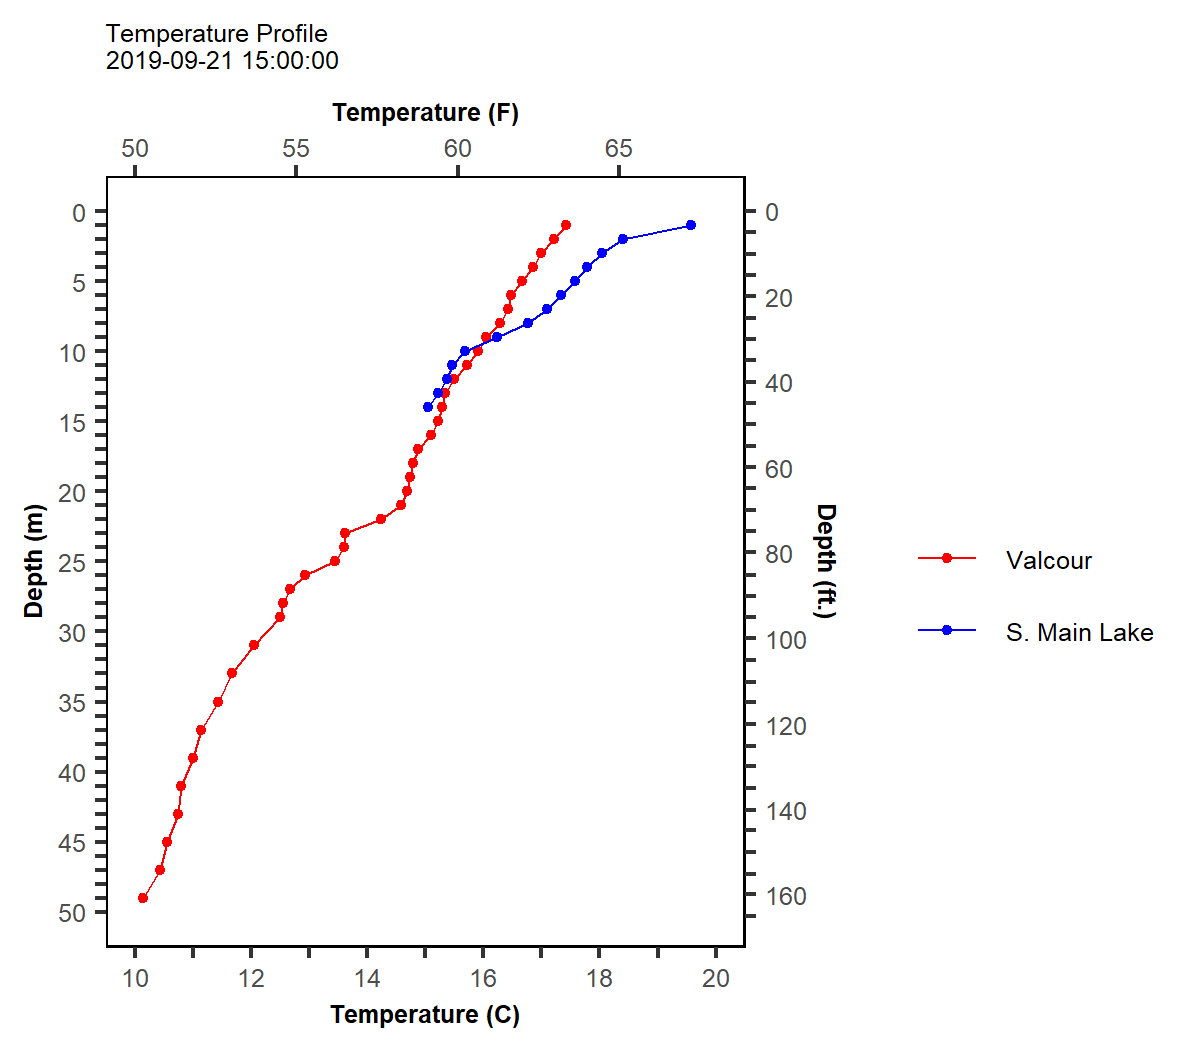 Temperature Profile
2019-09-21 15:00:00
Temperature (F)
50 55 60 65
0 0
5
20
10
40
15
60
20
Depth (m)
Depth (ft.)
80
25
Valcour
30
100
S. Main Lake
35
120
40
140
45
160
50
10 12 14 16 18 20
Temperature (C)